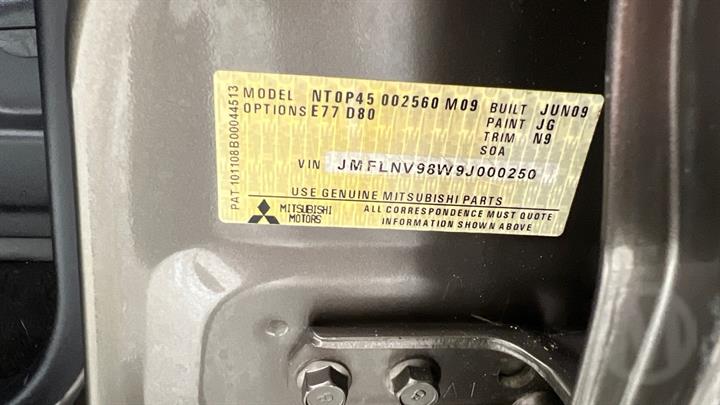 MODEL NT0P45 002560 M09 BUILT JUN09
OPTIONS E77 D80 PAINT JG
TRIM N9
SOA
VIN JMFLNV98W9J000250
USE GENUINE MITSUBISHI PARTS
MITSUBISHI MOTORS
ALL CORRESPONDENCE MUST QUOTE
INFORMATION SHOWN ABOVE
PAT 101108B00044513